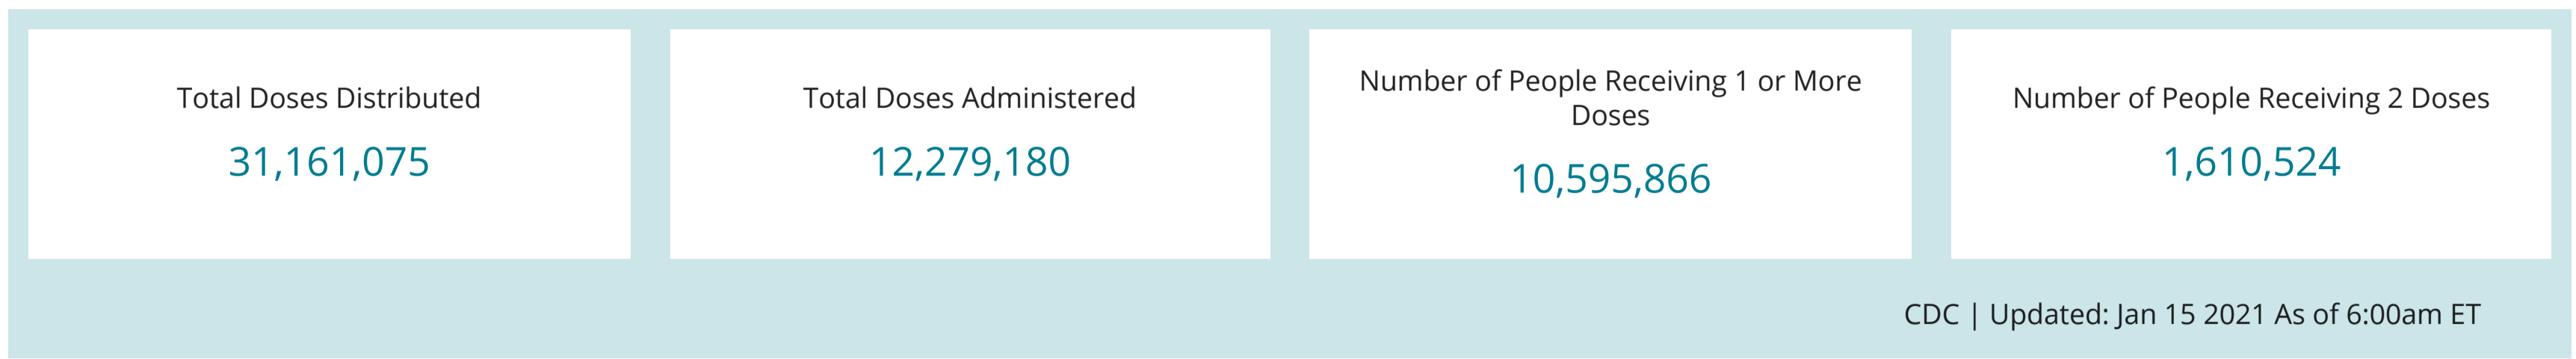 Total Doses Distributed
31,161,075
Total Doses Administered
12,279,180
Number of People Receiving 1 or More
Doses
10,595,866
Number of People Receiving 2 Doses
1,610,524
CDC | Updated: Jan 15 2021 As of 6:00am ET